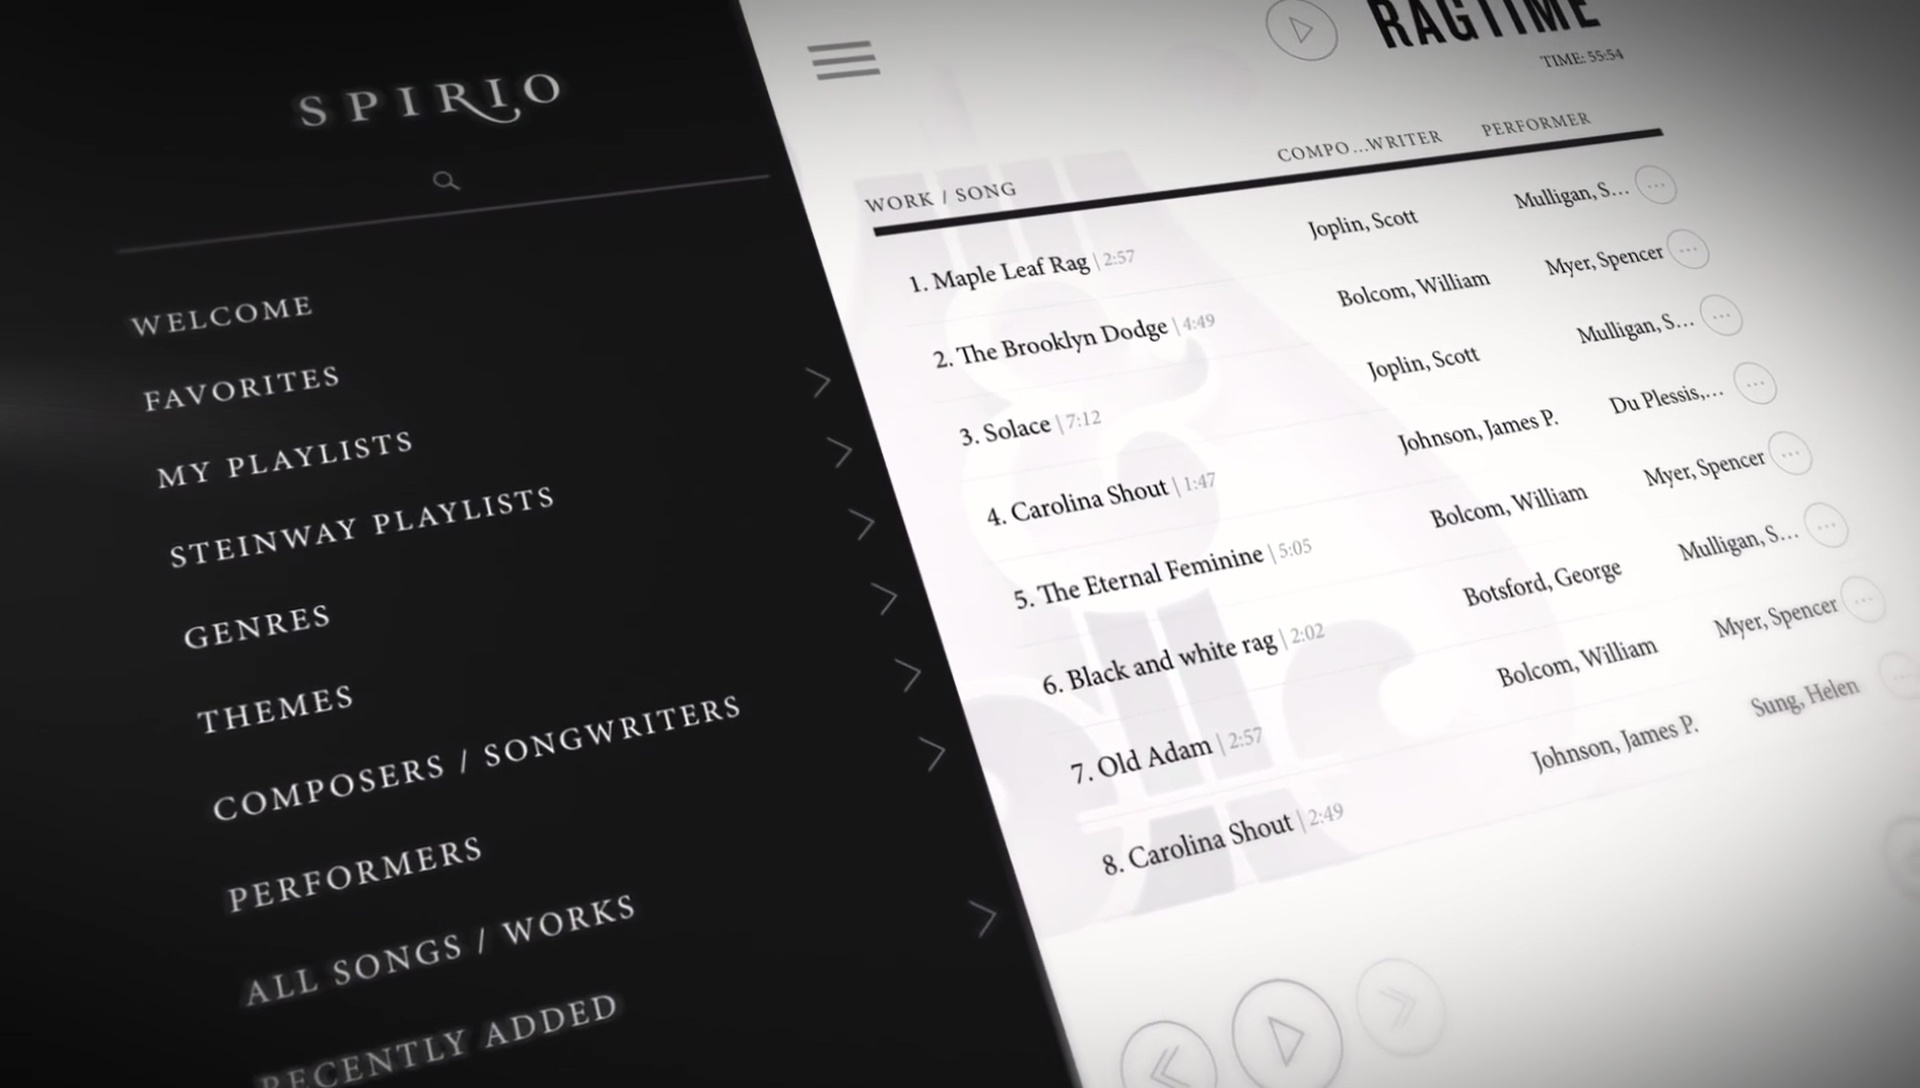 SPIRIO
WELCOME
FAVORITES
MY PLAYLISTS
STEINWAY PLAYLISTS
GENRES
THEMES
COMPOSERS / SONGWRITERS
PERFORMERS
ALL SONGS / WORKS
RECENTLY ADDED
RAGTIME
TIME: 55:54
WORK / SONG COMPO...WRITER PERFORMER
1. Maple Leaf Rag | 2:57 Joplin, Scott Mulligan, S...
2. The Brooklyn Dodge | 4:49 Bolcom, William Myer, Spencer
3. Solace | 7:12 Joplin, Scott Mulligan, S...
4. Carolina Shout | 1:47 Johnson, James P. Du Plessis,...
5. The Eternal Feminine | 5:05 Bolcom, William Myer, Spencer
6. Black and white rag | 2:02 Botsford, George Mulligan, S...
7. Old Adam | 2:57 Bolcom, William Myer, Spencer
8. Carolina Shout | 2:49 Johnson, James P. Sung, Helen